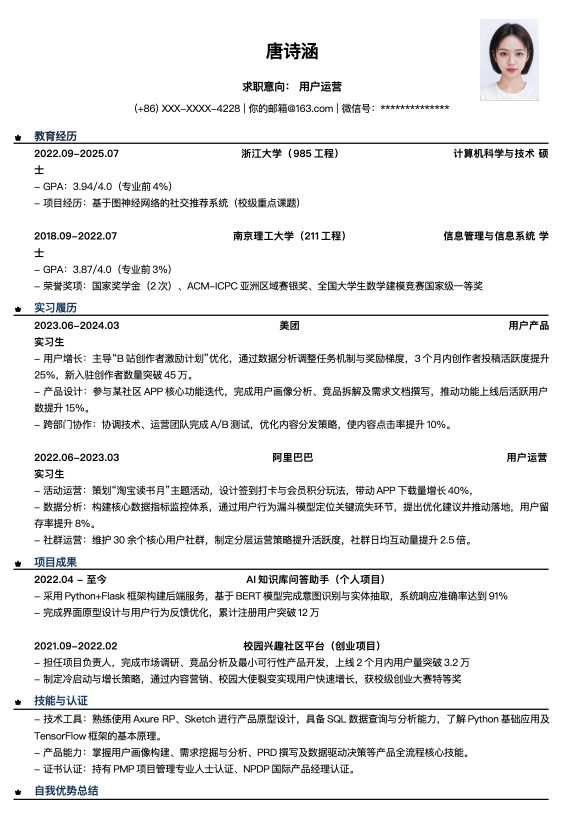 唐诗涵
求职意向： 用户运营
(+86) XXX-XXXX-4228 | 你的邮箱@163.com | 微信号：**************
教育经历
2022.09-2025.07 浙江大学（985 工程） 计算机科学与技术 硕
士
- GPA：3.94/4.0（专业前 4%）
- 项目经历：基于图神经网络的社交推荐系统（校级重点课题）
2018.09-2022.07 南京理工大学（211 工程） 信息管理与信息系统 学
士
- GPA：3.87/4.0（专业前 3%）
- 荣誉奖项：国家奖学金（2 次）、ACM-ICPC 亚洲区域赛银奖、全国大学生数学建模竞赛国家级一等奖
实习履历
2023.06-2024.03 美团 用户产品
实习生
- 用户增长：主导“B 站创作者激励计划”优化，通过数据分析调整任务机制与奖励梯度，3 个月内创作者投稿活跃度提升
25%，新入驻创作者数量突破 45 万。
- 产品设计：参与某社区 APP 核心功能迭代，完成用户画像分析、竞品拆解及需求文档撰写，推动功能上线后活跃用户
数提升 15%。
- 跨部门协作：协调技术、运营团队完成 A/B 测试，优化内容分发策略，使内容点击率提升 10%。
2022.06-2023.03 阿里巴巴 用户运营
实习生
- 活动运营：策划“淘宝读书月”主题活动，设计签到打卡与会员积分玩法，带动 APP 下载量增长 40%，
- 数据分析：构建核心数据指标监控体系，通过用户行为漏斗模型定位关键流失环节，提出优化建议并推动落地，用户留
存率提升 8%。
- 社群运营：维护 30 余个核心用户社群，制定分层运营策略提升活跃度，社群日均互动量提升 2.5 倍。
项目成果
2022.04 - 至今 AI 知识库问答助手（个人项目）
- 采用 Python+Flask 框架构建后端服务，基于 BERT 模型完成意图识别与实体抽取，系统响应准确率达到 91%
- 完成界面原型设计与用户行为反馈优化，累计注册用户突破 12 万
2021.09-2022.02 校园兴趣社区平台（创业项目）
- 担任项目负责人，完成市场调研、竞品分析及最小可行性产品开发，上线 2 个月内用户量突破 3.2 万
- 制定冷启动与增长策略，通过内容营销、校园大使裂变实现用户快速增长，获校级创业大赛特等奖
技能与认证
- 技术工具：熟练使用 Axure RP、Sketch 进行产品原型设计，具备 SQL 数据查询与分析能力，了解 Python 基础应用及
TensorFlow 框架的基本原理。
- 产品能力：掌握用户画像构建、需求挖掘与分析、PRD 撰写及数据驱动决策等产品全流程核心技能。
- 证书认证：持有 PMP 项目管理专业人士认证、NPDP 国际产品经理认证。
自我优势总结